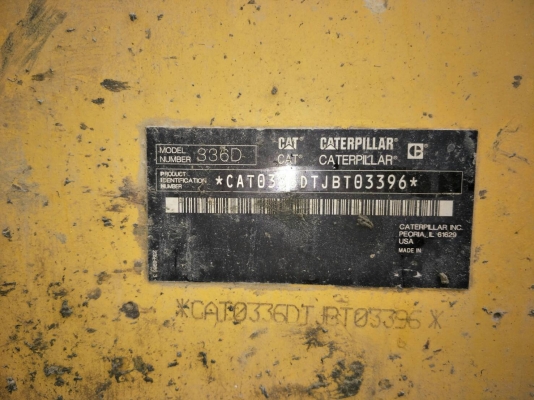 MODEL NUMBER 336D
CAT CATERPILLAR
CAT CATERPILLAR C
PRODUCT IDENTIFICATION NUMBER *CAT0336DTJBT03396*
CATERPILLAR INC.
PEORIA, IL 61629
USA
MADE IN
*CAT0336DTJBT03396*